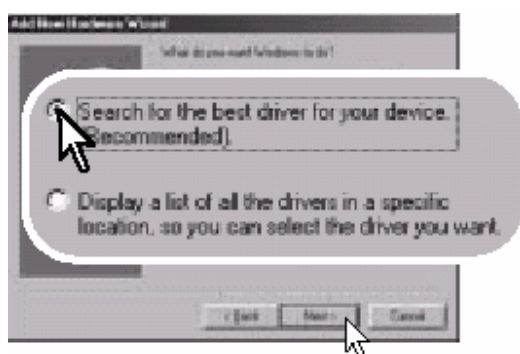 Add New Hardware Wizard
What do you want Windows to do?
Search for the best driver for your device.
(Recommended).
Display a list of all the drivers in a specific
location, so you can select the driver you want.
< Back
Next >
Cancel